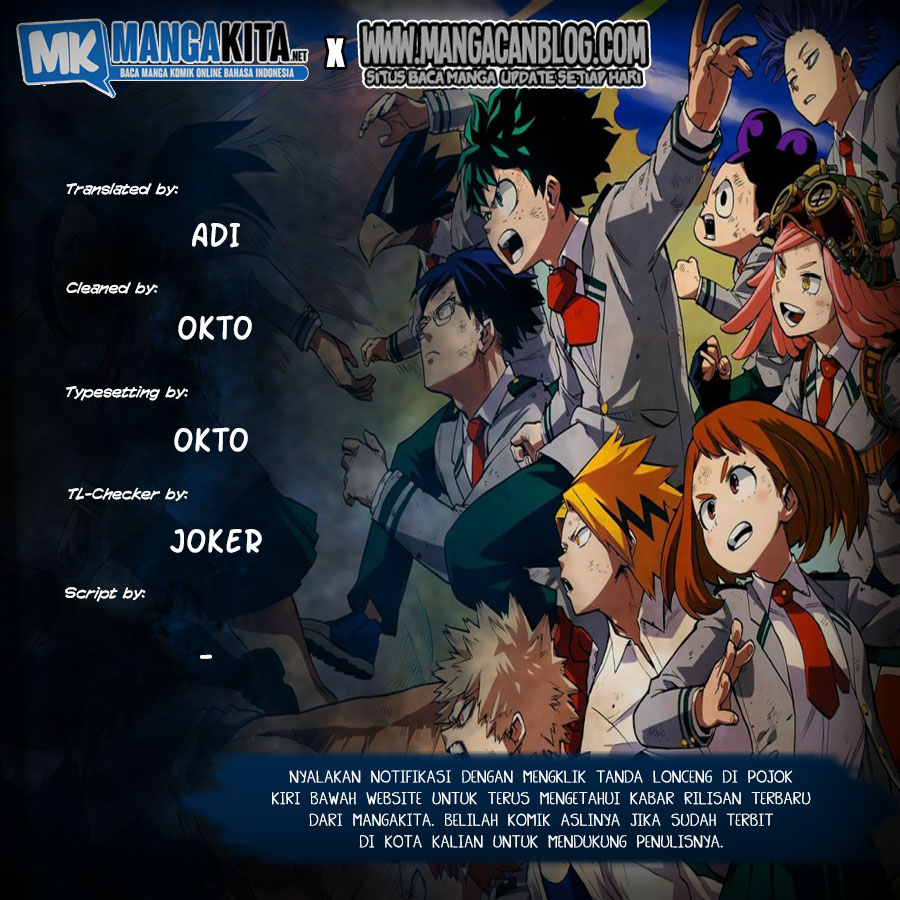 MK MANGAKITA.NET
BACA MANGA KOMIK ONLINE BAHASA INDONESIA
X
WWW.MANGACANBLOG.COM
SITUS BACA MANGA UPDATE SETIAP HARI
Translated by:
ADI
Cleaned by:
OKTO
Typesetting by:
OKTO
TL-Checker by:
JOKER
Script by:
-
NYALAKAN NOTIFIKASI DENGAN MENGKLIK TANDA LONCENG DI POJOK
KIRI BAWAH WEBSITE UNTUK TERUS MENGETAHUI KABAR RILISAN TERBARU
DARI MANGAKITA. BELILAH KOMIK ASLINYA JIKA SUDAH TERBIT
DI KOTA KALIAN UNTUK MENDUKUNG PENULISNYA.